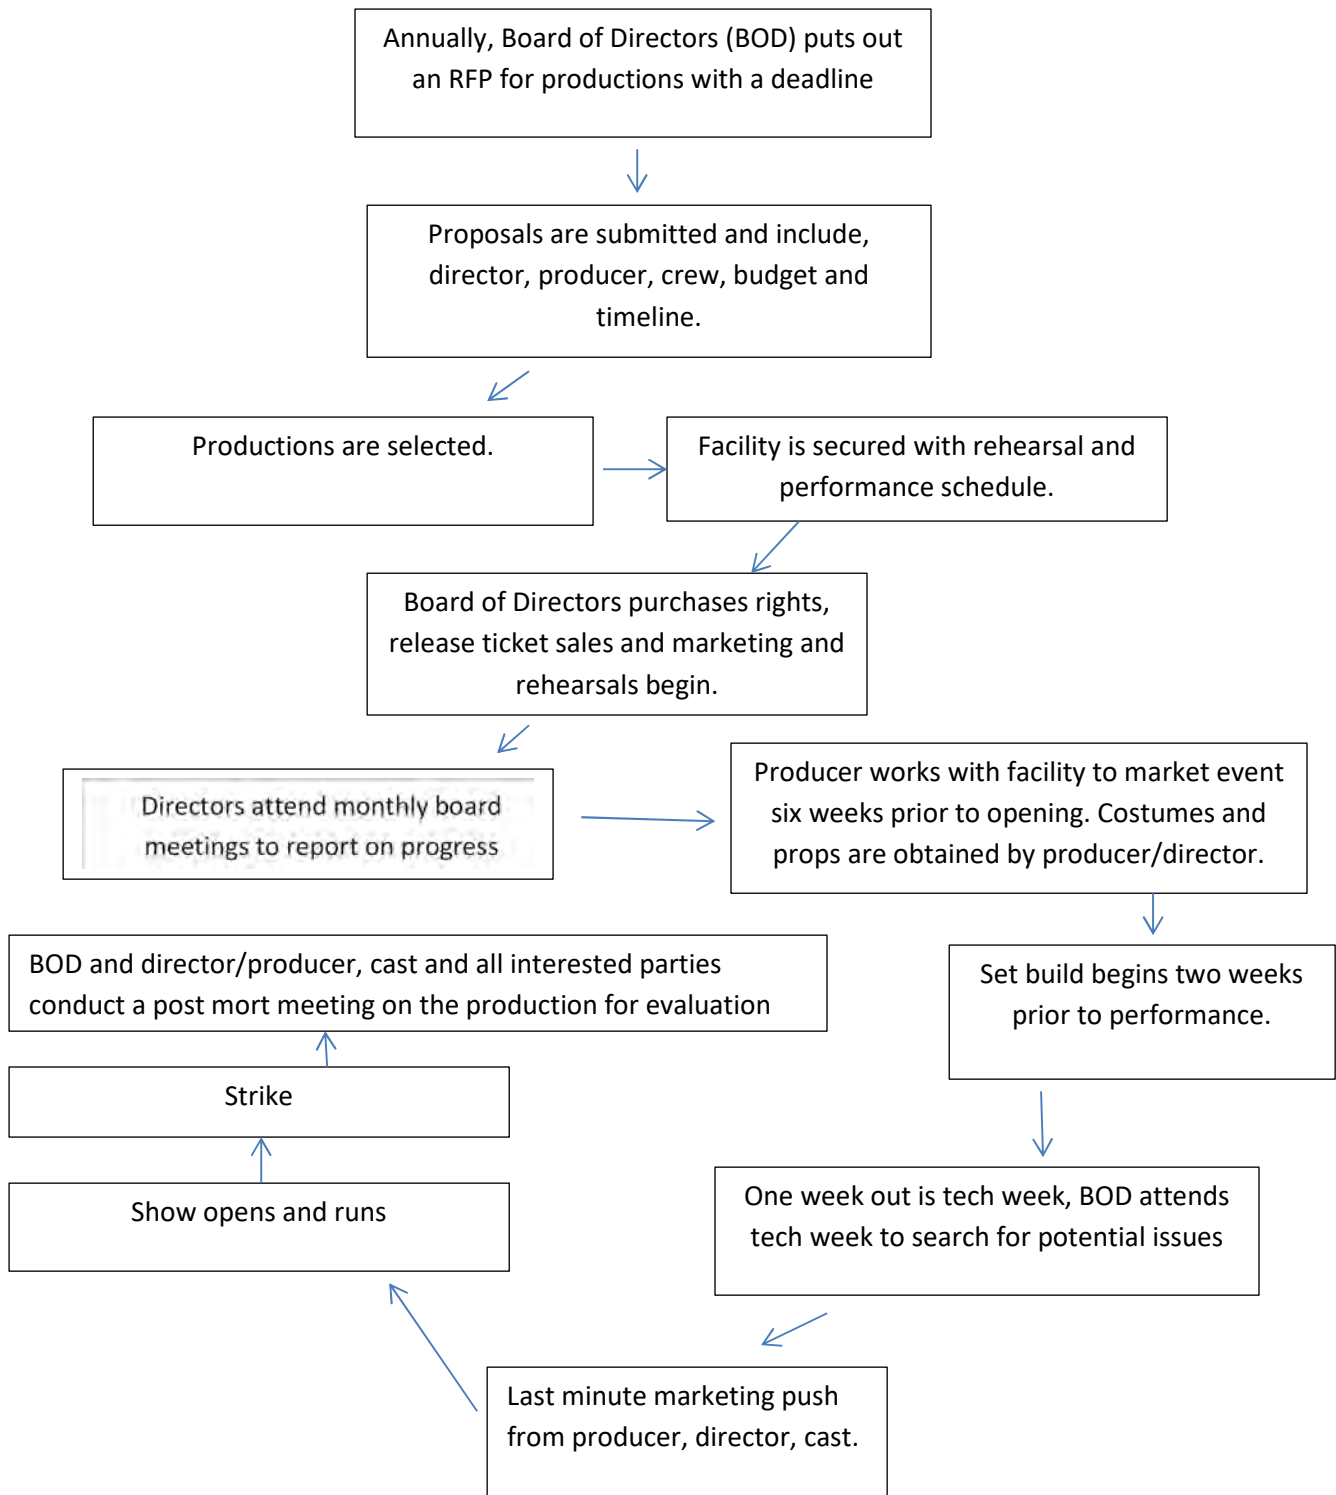 Annually, Board of Directors (BOD) puts out
an RFP for productions with a deadline
Proposals are submitted and include,
director, producer, crew, budget and
timeline.
Productions are selected.
Facility is secured with rehearsal and
performance schedule.
Board of Directors purchases rights,
release ticket sales and marketing and
rehearsals begin.
Directors attend monthly board
meetings to report on progress
Producer works with facility to market event
six weeks prior to opening. Costumes and
props are obtained by producer/director.
Set build begins two weeks
prior to performance.
One week out is tech week, BOD attends
tech week to search for potential issues
Last minute marketing push
from producer, director, cast.
Show opens and runs
Strike
BOD and director/producer, cast and all interested parties
conduct a post mort meeting on the production for evaluation